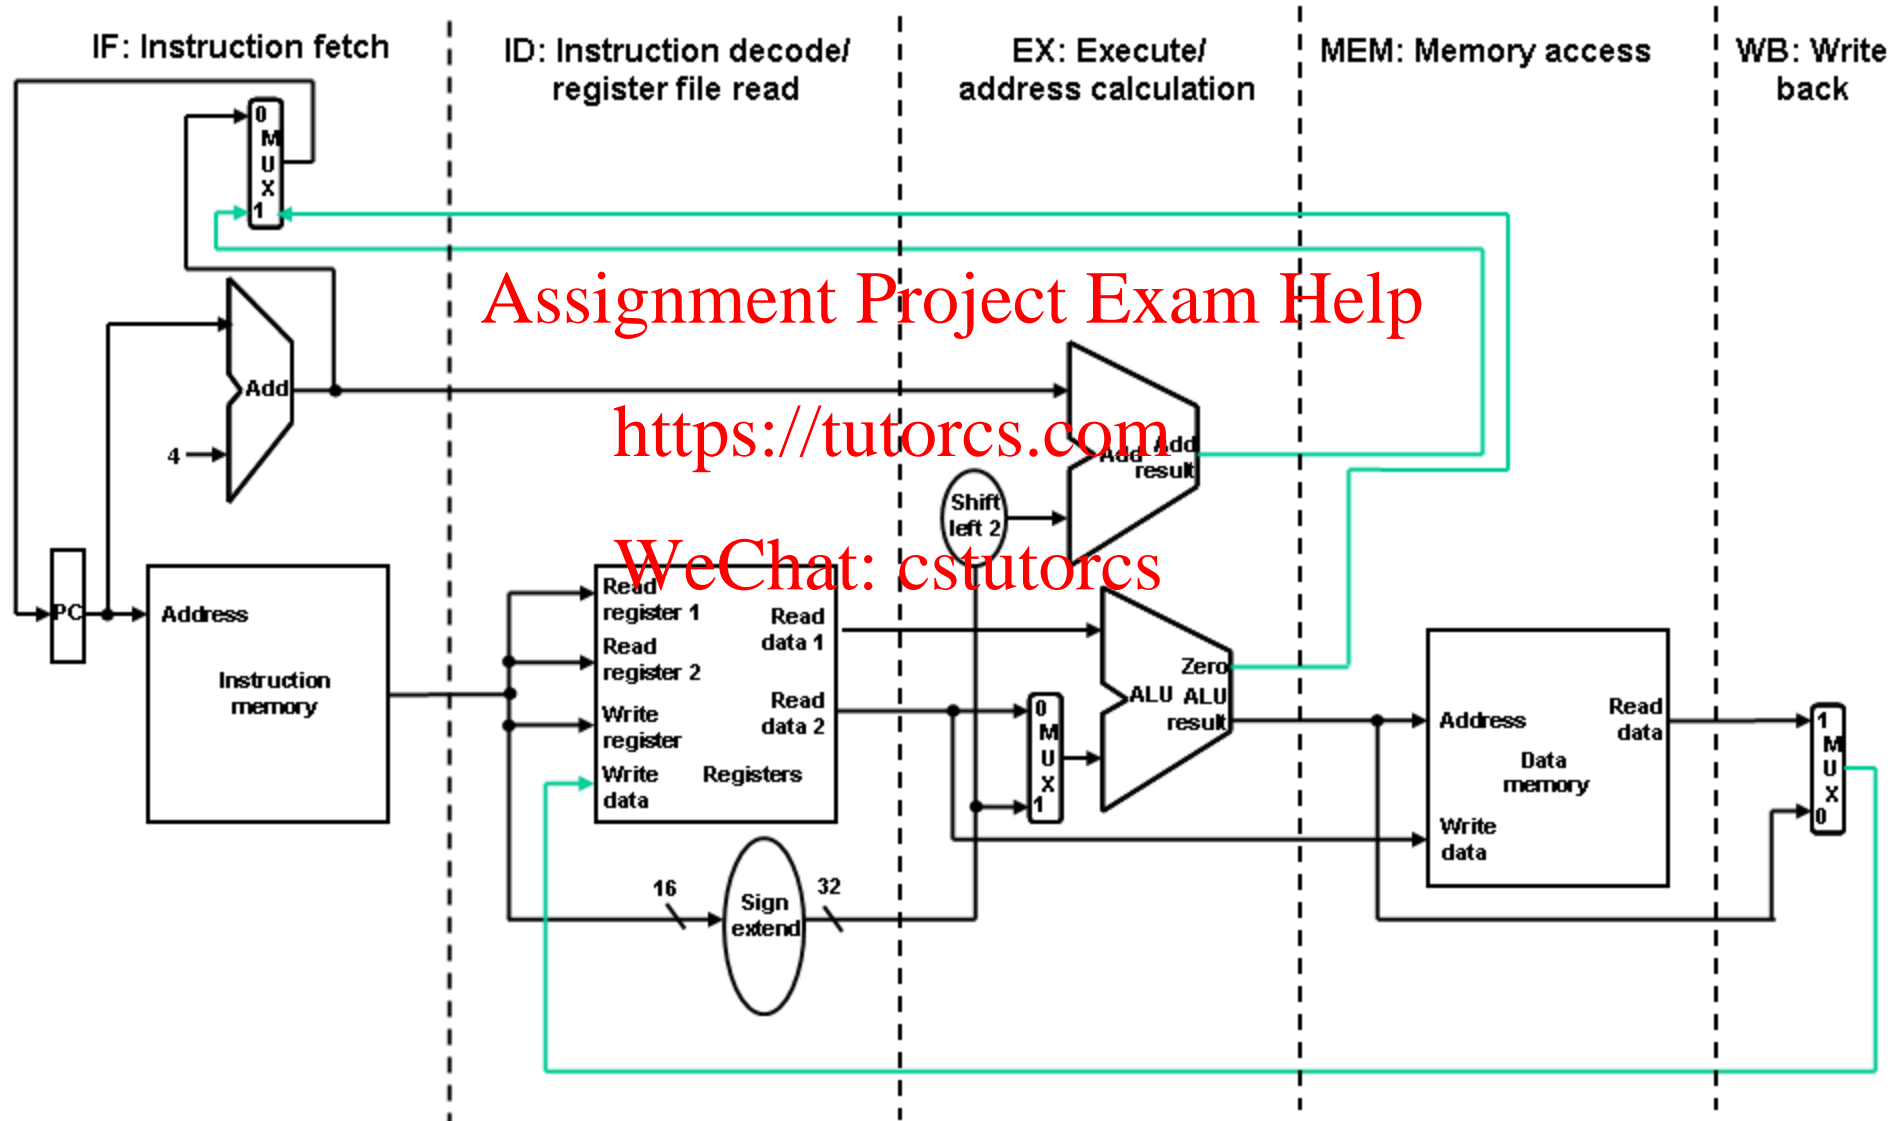 IF: Instruction fetch
ID: Instruction decode/
register file read
EX: Execute/
address calculation
MEM: Memory access
WB: Write
back
0
M
U
X
1
Add
4
PC
Address
Instruction
memory
Assignment Project Exam Help
https://tutorcs.com
WeChat: cstutorcs
Read
register 1
Read
register 2
Write
register
Write
data
Read
data 1
Read
data 2
Registers
16
Sign
extend
32
Shift
left 2
Add
Add
result
0
M
U
X
1
Zero
ALU
ALU
result
Address
Write
data
Data
memory
Read
data
1
M
U
X
0